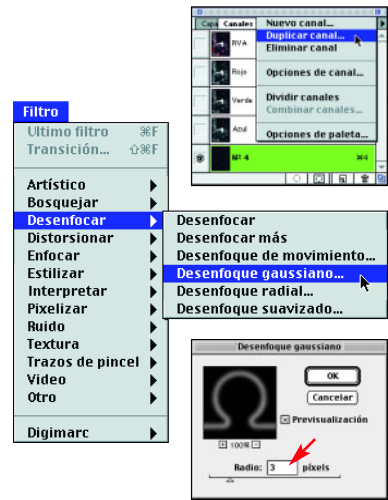 Capa Canales
RVA
Rojo
Verde
Azul
Nº 4
⌘4
Nuevo canal...
Duplicar canal...
Eliminar canal
Opciones de canal...
Dividir canales
Combinar canales...
Opciones de paleta...
Filtro
Ultimo filtro ⌘F
Transición... ⇧⌘F
Artístico
Bosquejar
Desenfocar
Distorsionar
Enfocar
Estilizar
Interpretar
Pixelizar
Ruido
Textura
Trazos de pincel
Video
Otro
Digimarc
Desenfocar
Desenfocar más
Desenfoque de movimiento...
Desenfoque gaussiano...
Desenfoque radial...
Desenfoque suavizado...
Desenfoque gaussiano
OK
Cancelar
Previsualización
100%
Radio: 3 píxels